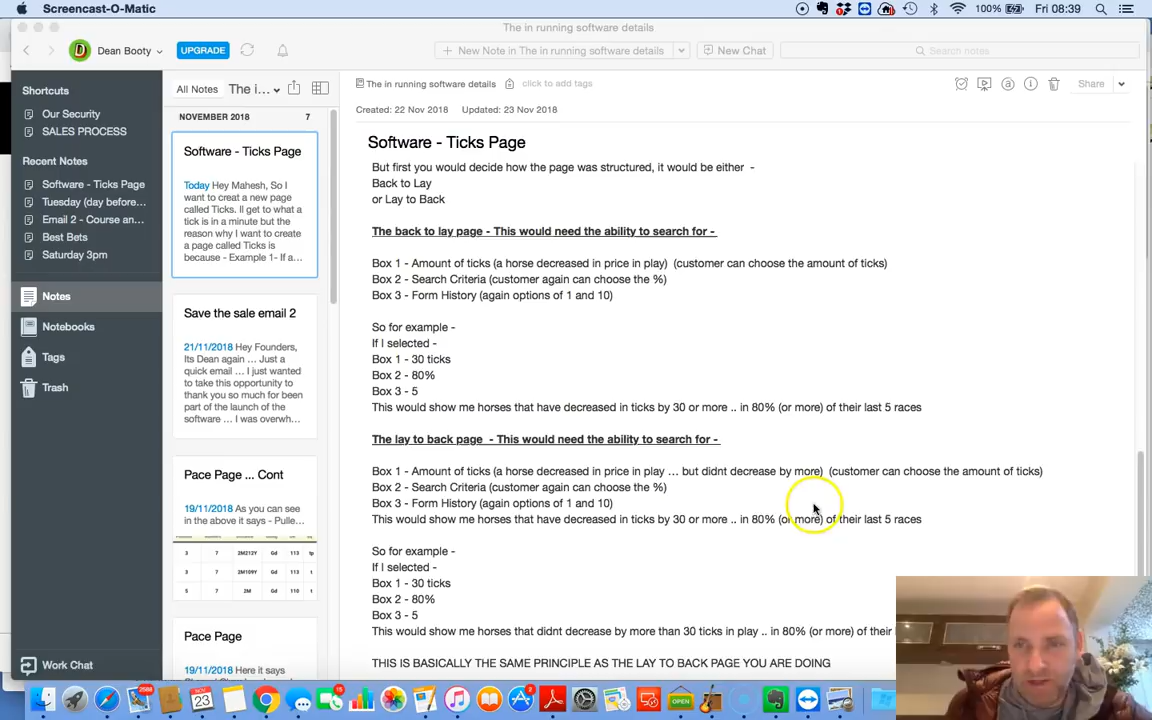 Screencast-O-Matic
100%
Fri 08:39
The in running software details
Dean Booty
UPGRADE
+ New Note in The in running software details
New Chat
Search notes
Shortcuts
Our Security
SALES PROCESS
Recent Notes
Software - Ticks Page
Tuesday (day before...
Email 2 - Course an...
Best Bets
Saturday 3pm
Notes
Notebooks
Tags
Trash
Work Chat
All Notes
The i...
NOVEMBER 2018
7
Software - Ticks Page
Today Hey Mahesh, So I
want to creat a new page
called Ticks. Il get to what a
tick is in a minute but the
reason why I want to create
a page called Ticks is
because - Example 1- If a...
Save the sale email 2
21/11/2018 Hey Founders,
Its Dean again ... Just a
quick email ... I just wanted
to take this opportunity to
thank you so much for been
part of the launch of the
software ... I was overwh...
Pace Page ... Cont
19/11/2018 As you can see
in the above it says - Pulle...
3 7 2M212Y Gd 113
3 7 2M109Y Gd 113
5 7 2M Gd 110
Pace Page
19/11/2018 Here it says
The in running software details
click to add tags
Share
Created: 22 Nov 2018
Updated: 23 Nov 2018
Software - Ticks Page
But first you would decide how the page was structured, it would be either -
Back to Lay
or Lay to Back
The back to lay page - This would need the ability to search for -
Box 1 - Amount of ticks (a horse decreased in price in play) (customer can choose the amount of ticks)
Box 2 - Search Criteria (customer again can choose the %)
Box 3 - Form History (again options of 1 and 10)
So for example -
If I selected -
Box 1 - 30 ticks
Box 2 - 80%
Box 3 - 5
This would show me horses that have decreased in ticks by 30 or more .. in 80% (or more) of their last 5 races
The lay to back page - This would need the ability to search for -
Box 1 - Amount of ticks (a horse decreased in price in play ... but didnt decrease by more) (customer can choose the amount of ticks)
Box 2 - Search Criteria (customer again can choose the %)
Box 3 - Form History (again options of 1 and 10)
This would show me horses that have decreased in ticks by 30 or more .. in 80% (or more) of their last 5 races
So for example -
If I selected -
Box 1 - 30 ticks
Box 2 - 80%
Box 3 - 5
This would show me horses that didnt decrease by more than 30 ticks in play .. in 80% (or more) of their
THIS IS BASICALLY THE SAME PRINCIPLE AS THE LAY TO BACK PAGE YOU ARE DOING